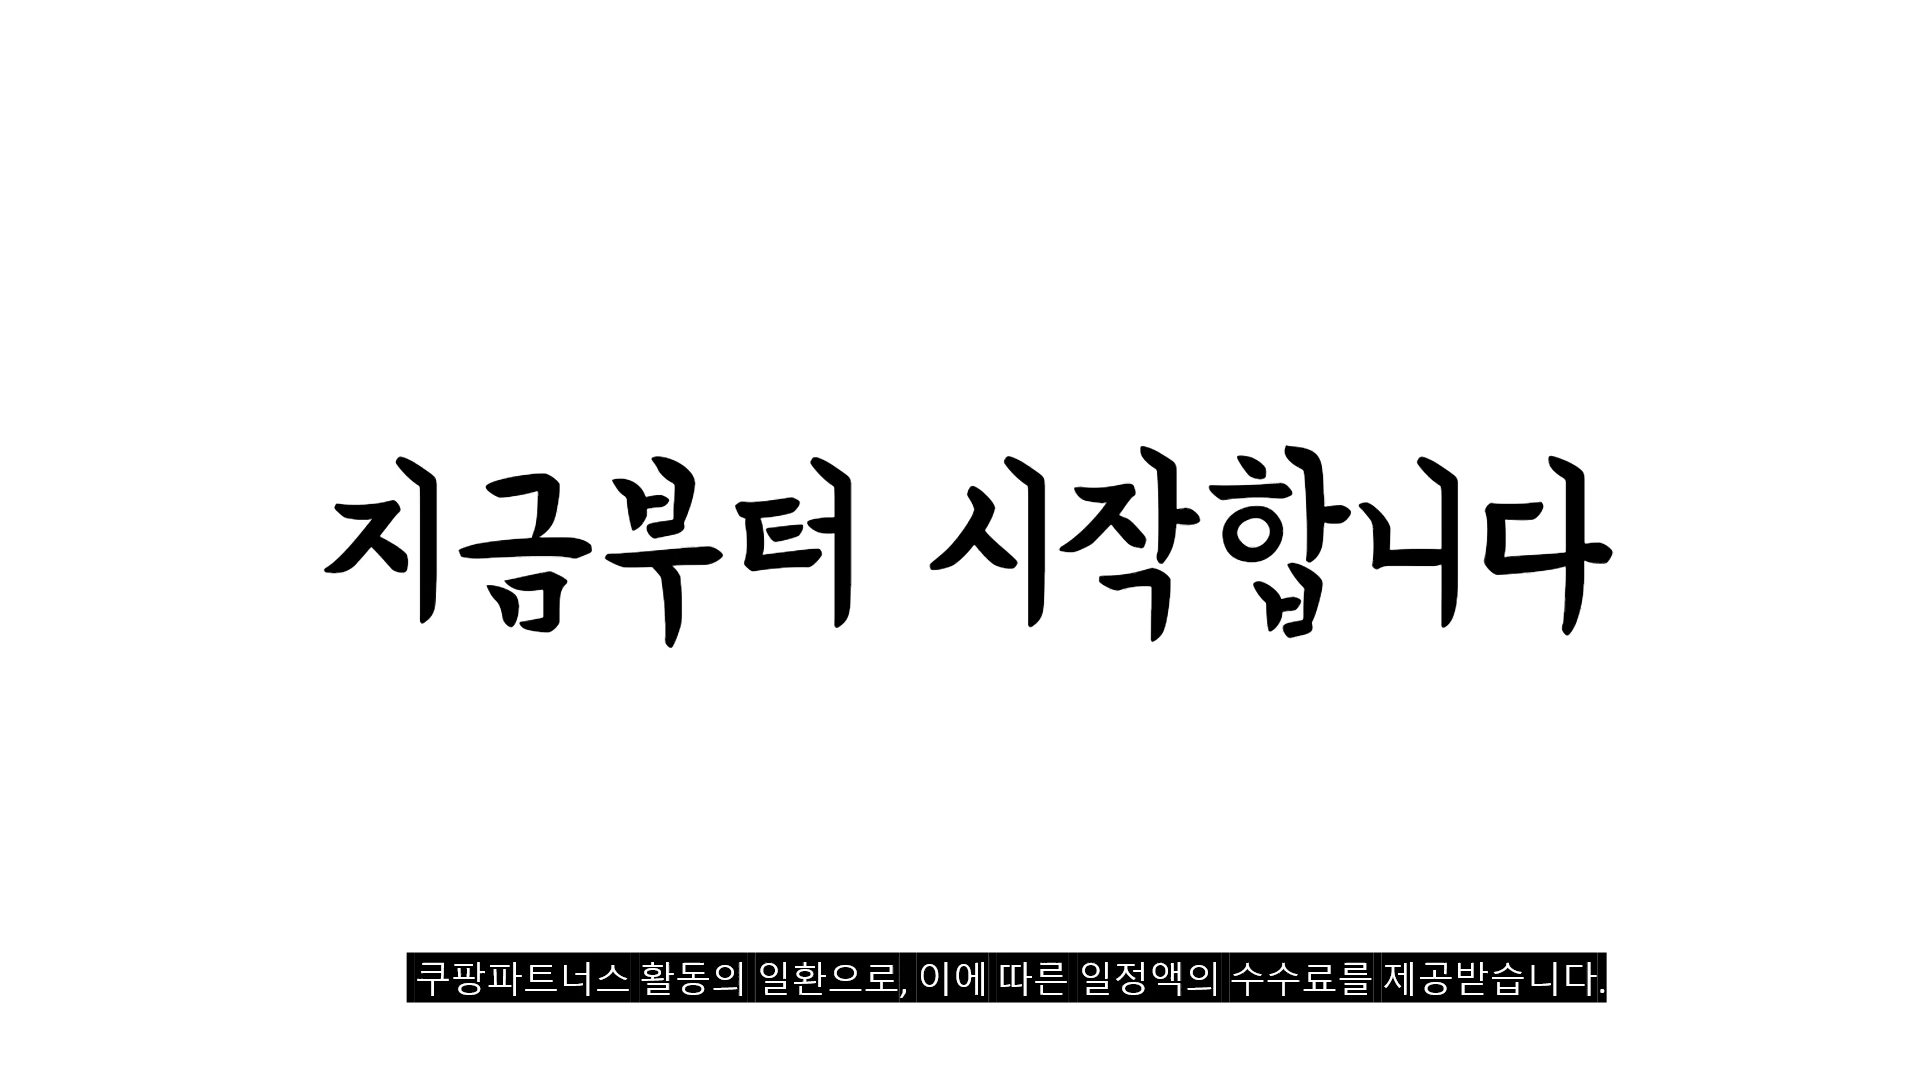 지금부터 시작합니다
쿠팡파트너스 활동의 일환으로, 이에 따른 일정액의 수수료를 제공받습니다.